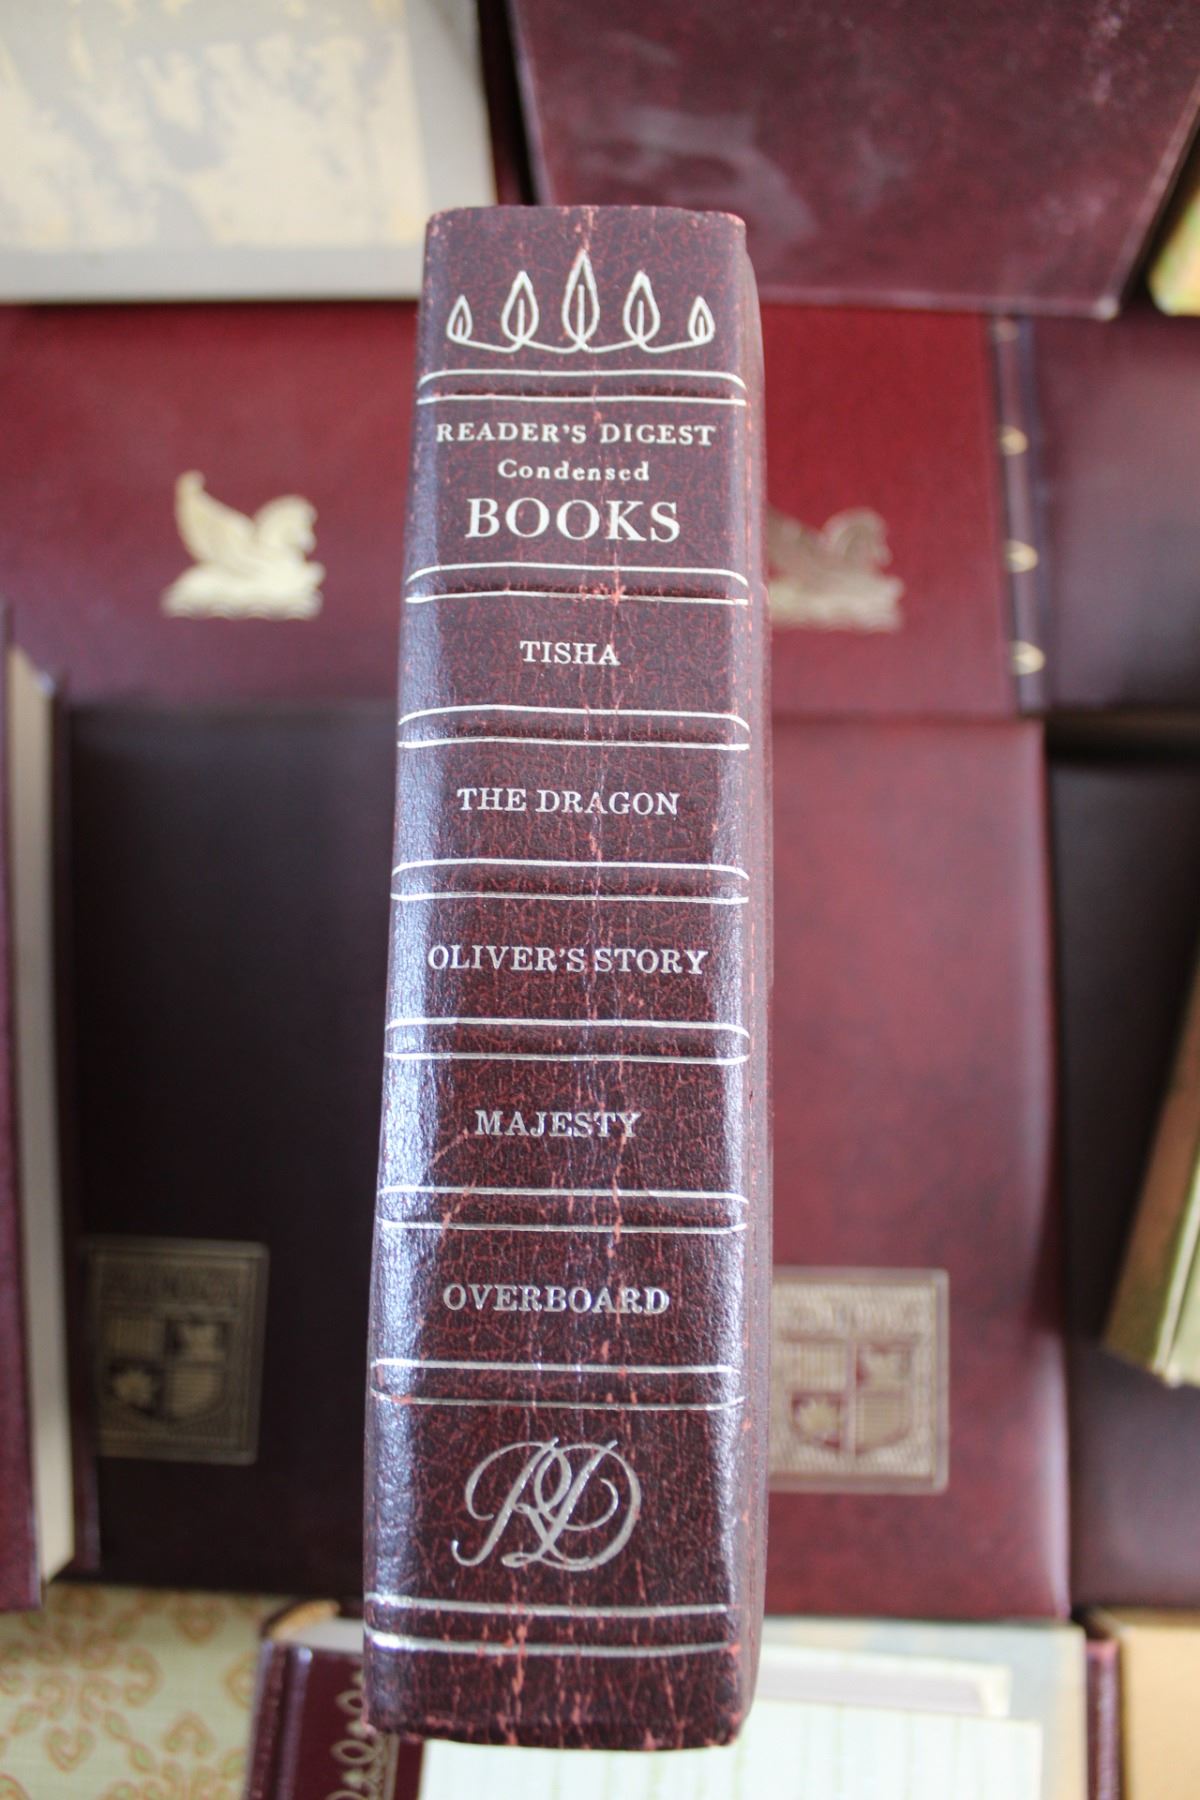 READER'S DIGEST
Condensed
BOOKS
TISHA
THE DRAGON
OLIVER'S STORY
MAJESTY
OVERBOARD
RD